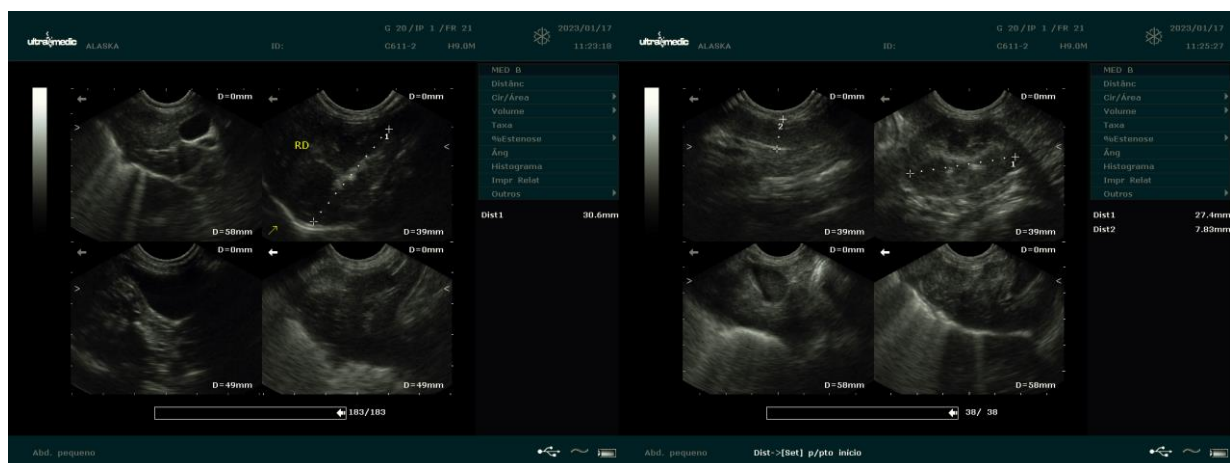 ultramedic ALASKA ID: G 20/IP 1 /FR 21 2023/01/17
C611-2 H9.0M 11:23:18
MED B
Distânc
Cir/Área
Volume
Taxa
%Estenose
Âng
Histograma
Impr Relat
Outros
Dist1 30.6mm
D=0mm D=0mm
1
RD
D=58mm D=39mm
D=0mm D=0mm
D=49mm D=49mm
183/183
Abd. pequeno
ultramedic ALASKA ID: G 20/IP 1 /FR 21 2023/01/17
C611-2 H9.0M 11:25:27
MED B
Distânc
Cir/Área
Volume
Taxa
%Estenose
Âng
Histograma
Impr Relat
Outros
Dist1 27.4mm
Dist2 7.83mm
D=0mm D=0mm
2
1
D=39mm D=39mm
D=0mm D=0mm
D=58mm D=58mm
38/ 38
Abd. pequeno Dist->[Set] p/pto início